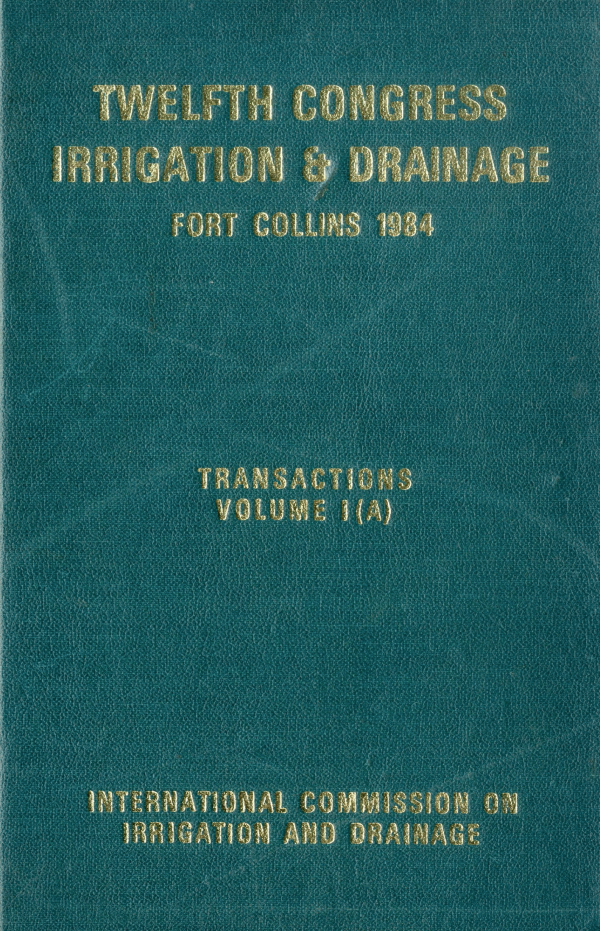 TWELFTH CONGRESS
IRRIGATION & DRAINAGE
FORT COLLINS 1984
TRANSACTIONS
VOLUME I(A)
INTERNATIONAL COMMISSION ON
IRRIGATION AND DRAINAGE